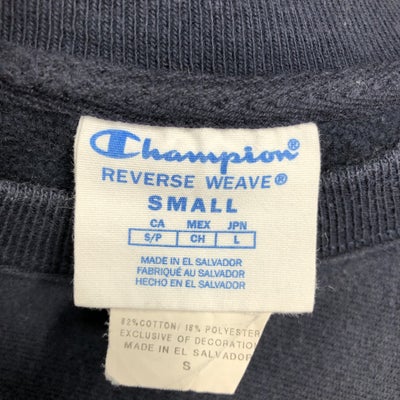 Champion®
REVERSE WEAVE®
SMALL
CA MEX JPN
S/P CH L
MADE IN EL SALVADOR
FABRIQUÉ AU SALVADOR
HECHO EN EL SALVADOR
82%COTTON/ 18% POLYESTER
EXCLUSIVE OF DECORATION
MADE IN EL SALVADOR
S